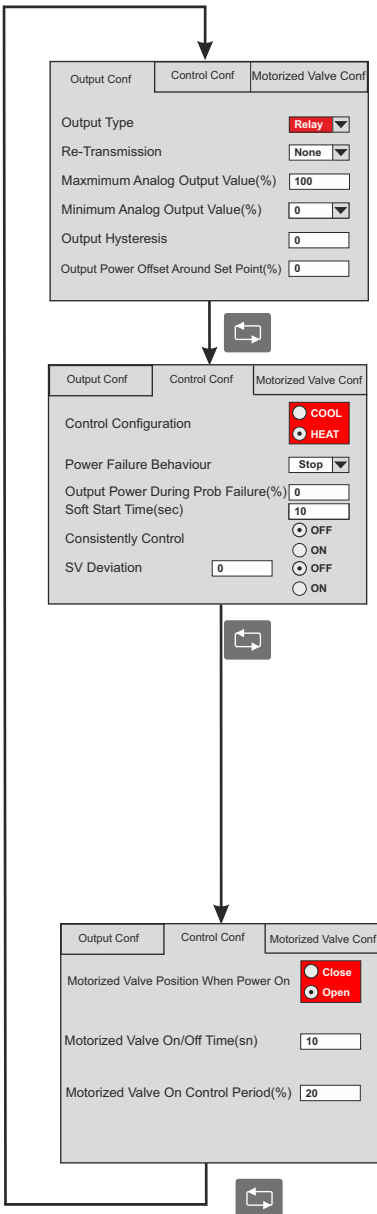 Output Conf Control Conf Motorized Valve Conf
Output Type Relay
Re-Transmission None
Maxmimum Analog Output Value(%) 100
Minimum Analog Output Value(%) 0
Output Hysteresis 0
Output Power Offset Around Set Point(%) 0
Output Conf Control Conf Motorized Valve Conf
Control Configuration COOL
HEAT
Power Failure Behaviour Stop
Output Power During Prob Failure(%) 0
Soft Start Time(sec) 10
Consistently Control OFF
ON
SV Deviation 0 OFF
ON
Output Conf Control Conf Motorized Valve Conf
Motorized Valve Position When Power On Close
Open
Motorized Valve On/Off Time(sn) 10
Motorized Valve On Control Period(%) 20